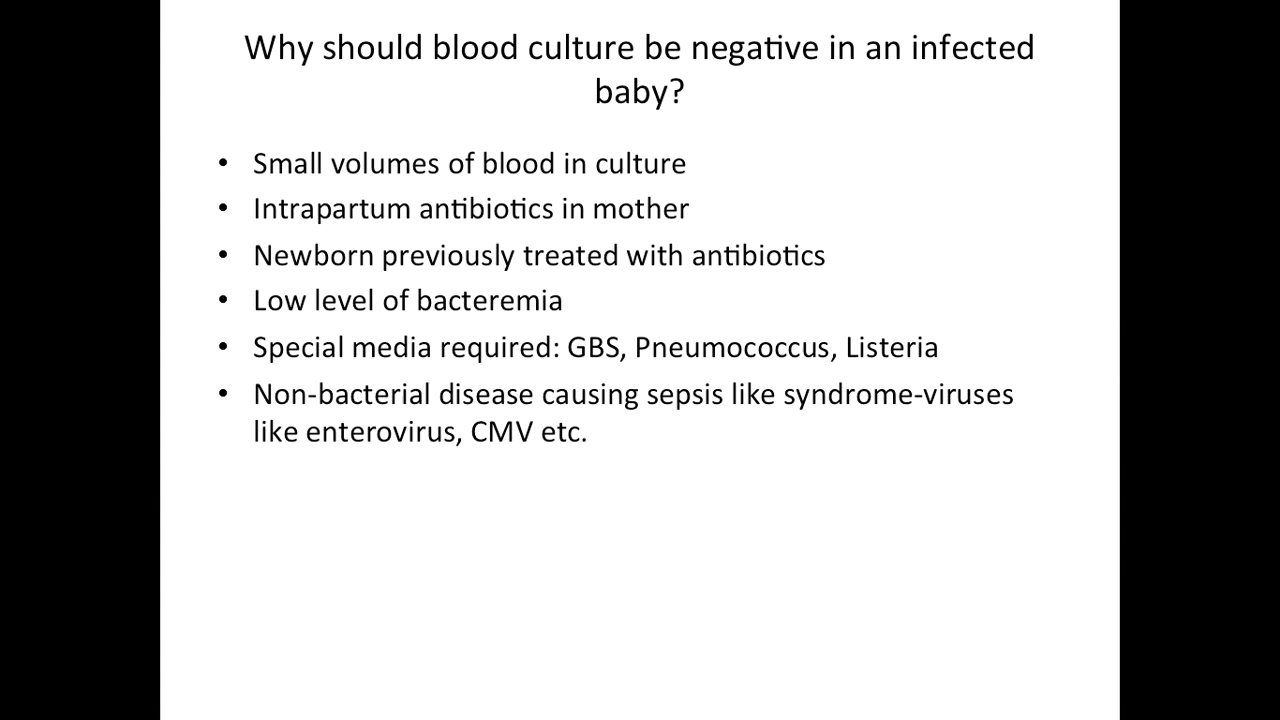 Why should blood culture be negative in an infected
baby?
• Small volumes of blood in culture
• Intrapartum antibiotics in mother
• Newborn previously treated with antibiotics
• Low level of bacteremia
• Special media required: GBS, Pneumococcus, Listeria
• Non-bacterial disease causing sepsis like syndrome-viruses
like enterovirus, CMV etc.